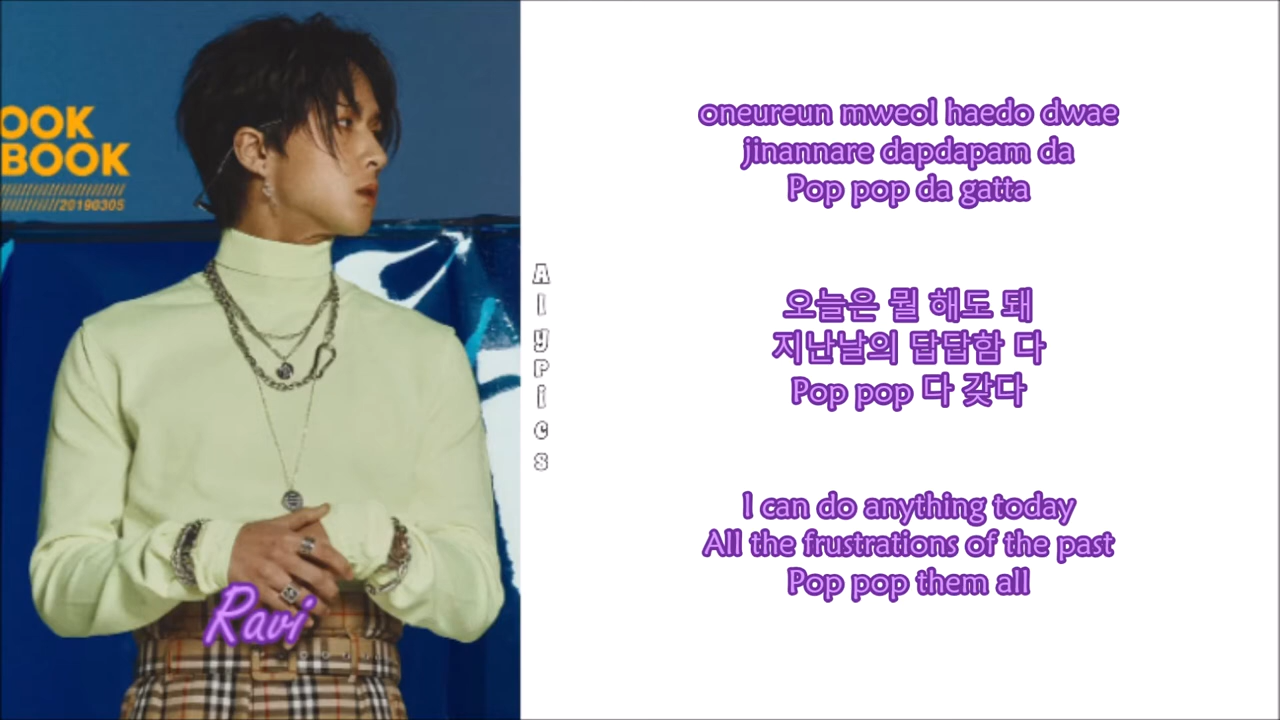 OOK
BOOK
20190305
Ravi
Alypics
oneureun mweol haedo dwae
jinannare dapdapam da
Pop pop da gatta
오늘은 뭘 해도 돼
지난날의 답답함 다
Pop pop 다 갖다
I can do anything today
All the frustrations of the past
Pop pop them all